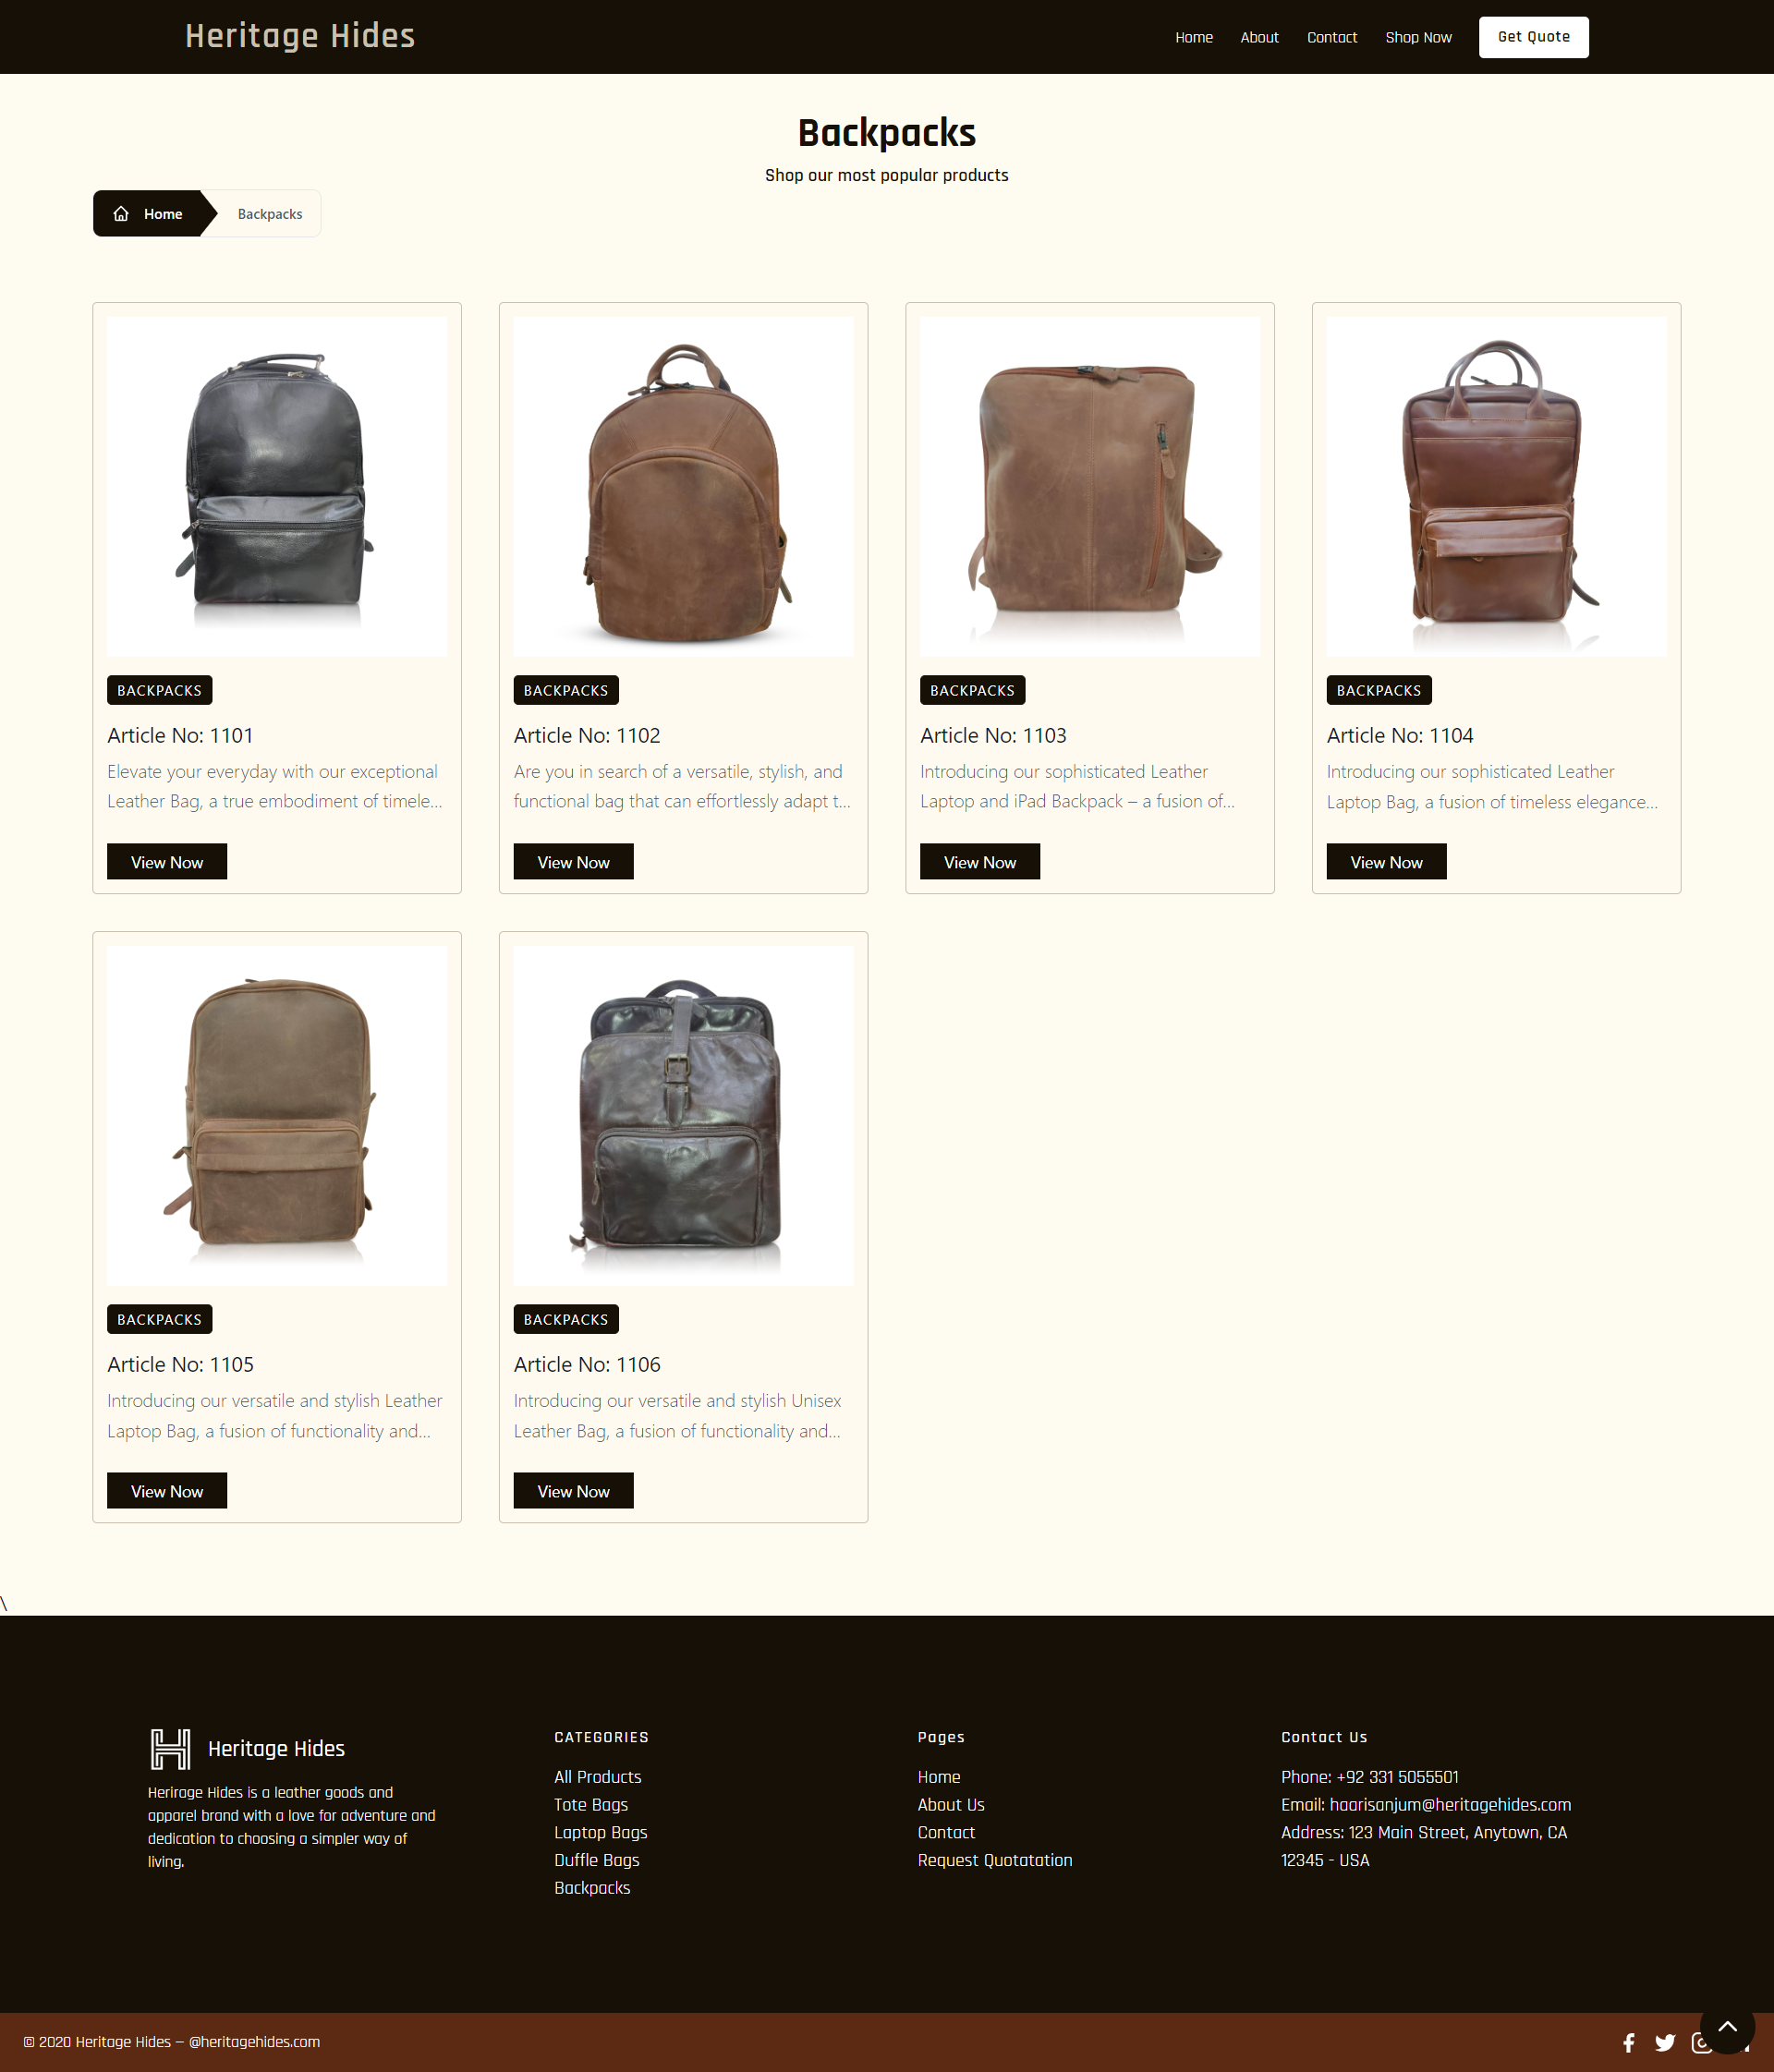 Heritage Hides
Home
About
Contact
Shop Now
Get Quote
Backpacks
Shop our most popular products
Home
Backpacks
BACKPACKS
Article No: 1101
Elevate your everyday with our exceptional
Leather Bag, a true embodiment of timele...
View Now
BACKPACKS
Article No: 1102
Are you in search of a versatile, stylish, and
functional bag that can effortlessly adapt t...
View Now
BACKPACKS
Article No: 1103
Introducing our sophisticated Leather
Laptop and iPad Backpack – a fusion of...
View Now
BACKPACKS
Article No: 1104
Introducing our sophisticated Leather
Laptop Bag, a fusion of timeless elegance...
View Now
BACKPACKS
Article No: 1105
Introducing our versatile and stylish Leather
Laptop Bag, a fusion of functionality and...
View Now
BACKPACKS
Article No: 1106
Introducing our versatile and stylish Unisex
Leather Bag, a fusion of functionality and...
View Now
\
Heritage Hides
Herirage Hides is a leather goods and
apparel brand with a love for adventure and
dedication to choosing a simpler way of
living.
CATEGORIES
All Products
Tote Bags
Laptop Bags
Duffle Bags
Backpacks
Pages
Home
About Us
Contact
Request Quotatation
Contact Us
Phone: +92 331 5055501
Email: haarisanjum@heritagehides.com
Address: 123 Main Street, Anytown, CA
12345 - USA
© 2020 Heritage Hides — @heritagehides.com